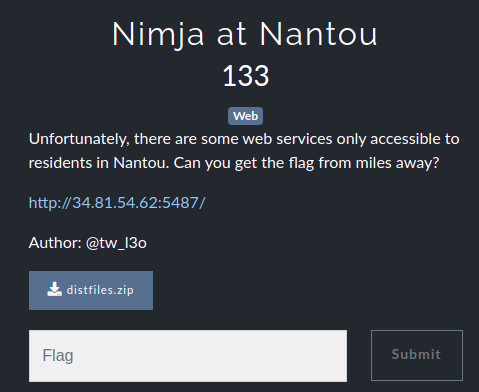 Nimja at Nantou
133
Web
Unfortunately, there are some web services only accessible to
residents in Nantou. Can you get the flag from miles away?
http://34.81.54.62:5487/
Author: @tw_l3o
distfiles.zip
Flag
Submit